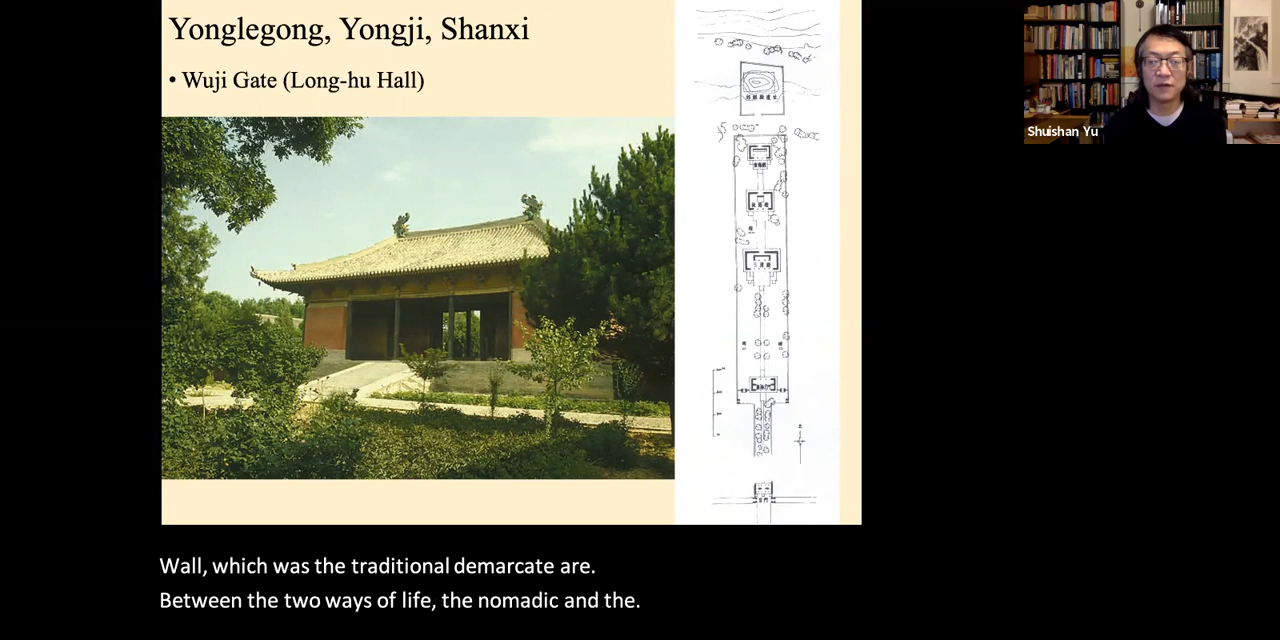 Yonglegong, Yongji, Shanxi
• Wuji Gate (Long-hu Hall)
Shuishan Yu
Wall, which was the traditional demarcate are.
Between the two ways of life, the nomadic and the.